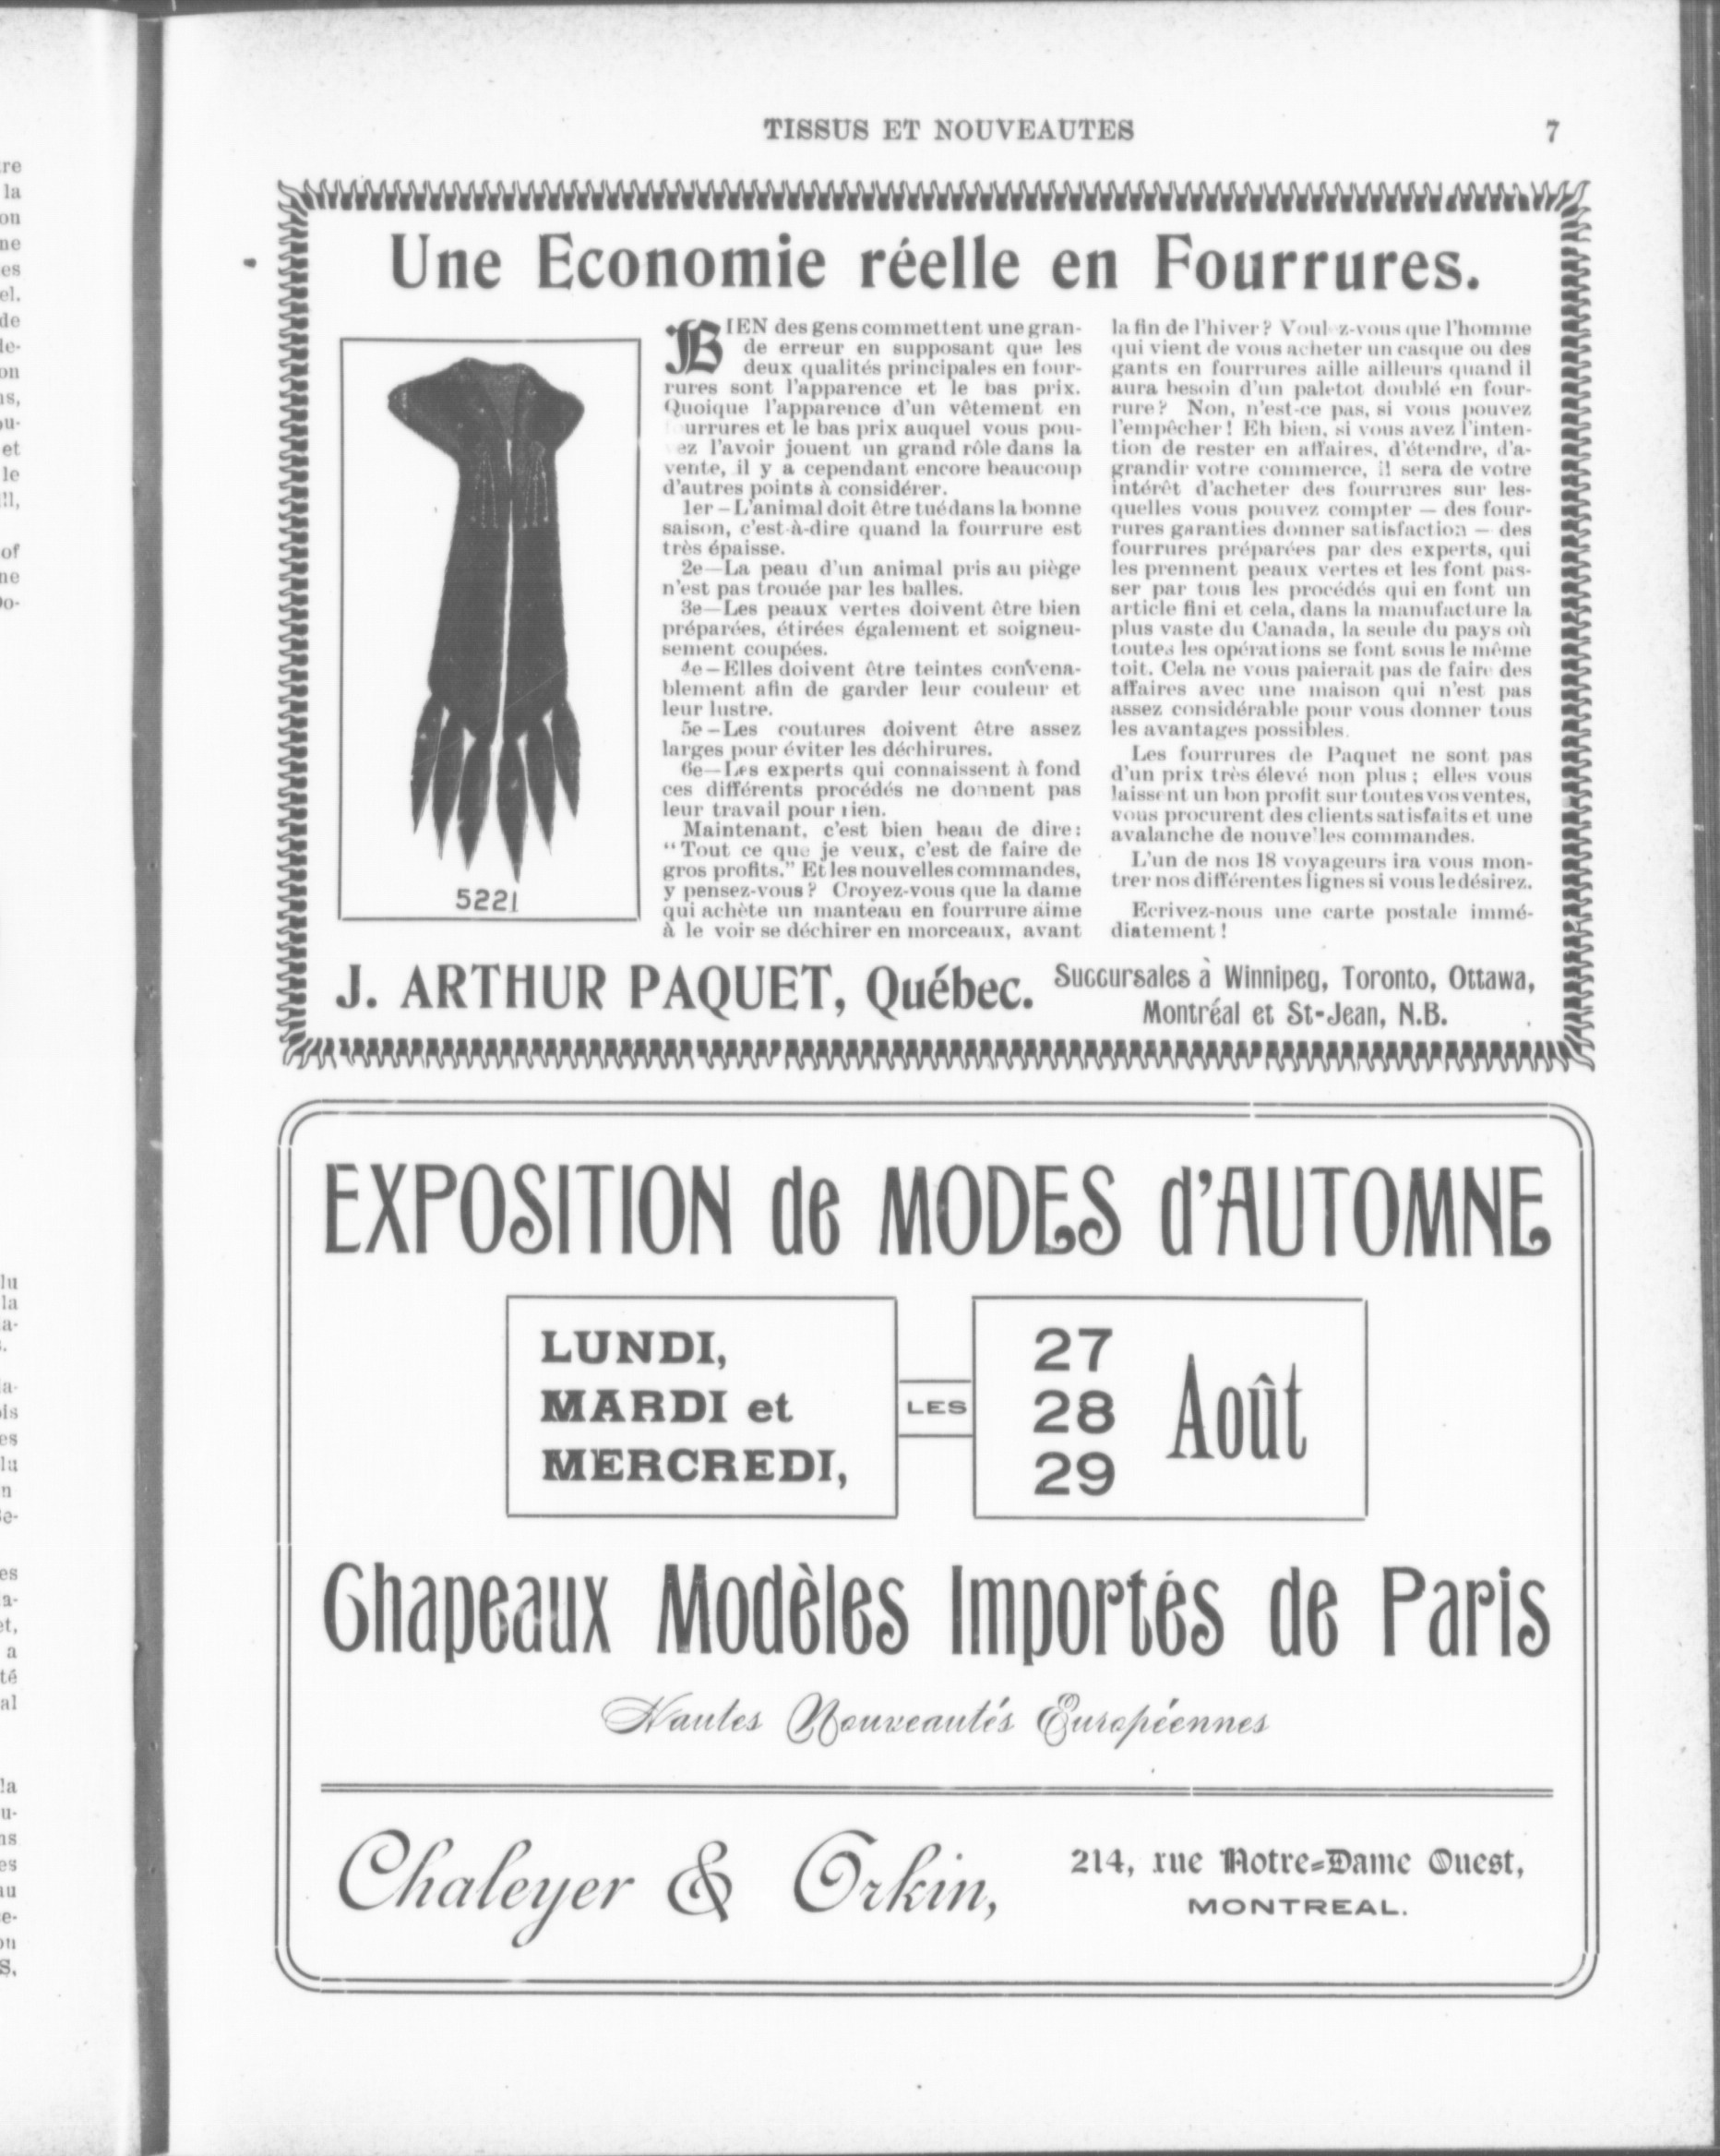 TISSUS ET NOUVEAUTES 7
Une Economie réelle en Fourrures.
BIEN des gens commettent une gran-
de erreur en supposant que les
deux qualités principales en four-
rures sont l'apparence et le bas prix.
Quoique l'apparence d'un vêtement en
urrures et le bas prix auquel vous pou-
ez l'avoir jouent un grand rôle dans la
vente, il y a cependant encore beaucoup
d'autres points à considérer.
1er—L'animal doit être tué dans la bonne
saison, c'est-à-dire quand la fourrure est
très épaisse.
2e—La peau d'un animal pris au piège
n'est pas trouée par les balles.
3e—Les peaux vertes doivent être bien
préparées, étirées également et soigneu-
sement coupées.
4e—Elles doivent être teintes convena-
blement afin de garder leur couleur et
leur lustre.
5e—Les coutures doivent être assez
larges pour éviter les déchirures.
6e—Les experts qui connaissent à fond
ces différents procédés ne donnent pas
leur travail pour rien.
Maintenant, c'est bien beau de dire:
"Tout ce que je veux, c'est de faire de
gros profits." Et les nouvelles commandes,
y pensez-vous? Croyez-vous que la dame
qui achète un manteau en fourrure aime
à le voir se déchirer en morceaux, avant
la fin de l'hiver? Voul z-vous que l'homme
qui vient de vous acheter un casque ou des
gants en fourrures aille ailleurs quand il
aura besoin d'un paletot doublé en four-
rure? Non, n'est-ce pas, si vous pouvez
l'empêcher! Eh bien, si vous avez l'inten-
tion de rester en affaires, d'étendre, d'a-
grandir votre commerce, il sera de votre
intérêt d'acheter des fourrures sur les-
quelles vous pouvez compter — des four-
rures garanties donner satisfaction — des
fourrures préparées par des experts, qui
les prennent peaux vertes et les font pas-
ser par tous les procédés qui en font un
article fini et cela, dans la manufacture la
plus vaste du Canada, la seule du pays où
toutes les opérations se font sous le même
toit. Cela ne vous paierait pas de faire des
affaires avec une maison qui n'est pas
assez considérable pour vous donner tous
les avantages possibles.
Les fourrures de Paquet ne sont pas
d'un prix très élevé non plus; elles vous
laissent un bon profit sur toutes vos ventes,
vous procurent des clients satisfaits et une
avalanche de nouvelles commandes.
L'un de nos 18 voyageurs ira vous mon-
trer nos différentes lignes si vous le désirez.
Ecrivez-nous une carte postale immé-
diatement!
5221
J. ARTHUR PAQUET, Québec.
Succursales à Winnipeg, Toronto, Ottawa,
Montréal et St-Jean, N.B.
EXPOSITION de MODES d'AUTOMNE
LUNDI,
MARDI et
MERCREDI,
LES
27
28
29
Août
Chapeaux Modèles Importés de Paris
Hautes Nouveautés Européennes
Chaleyer & Orkin,
214, rue Notre-Dame Ouest,
MONTREAL.